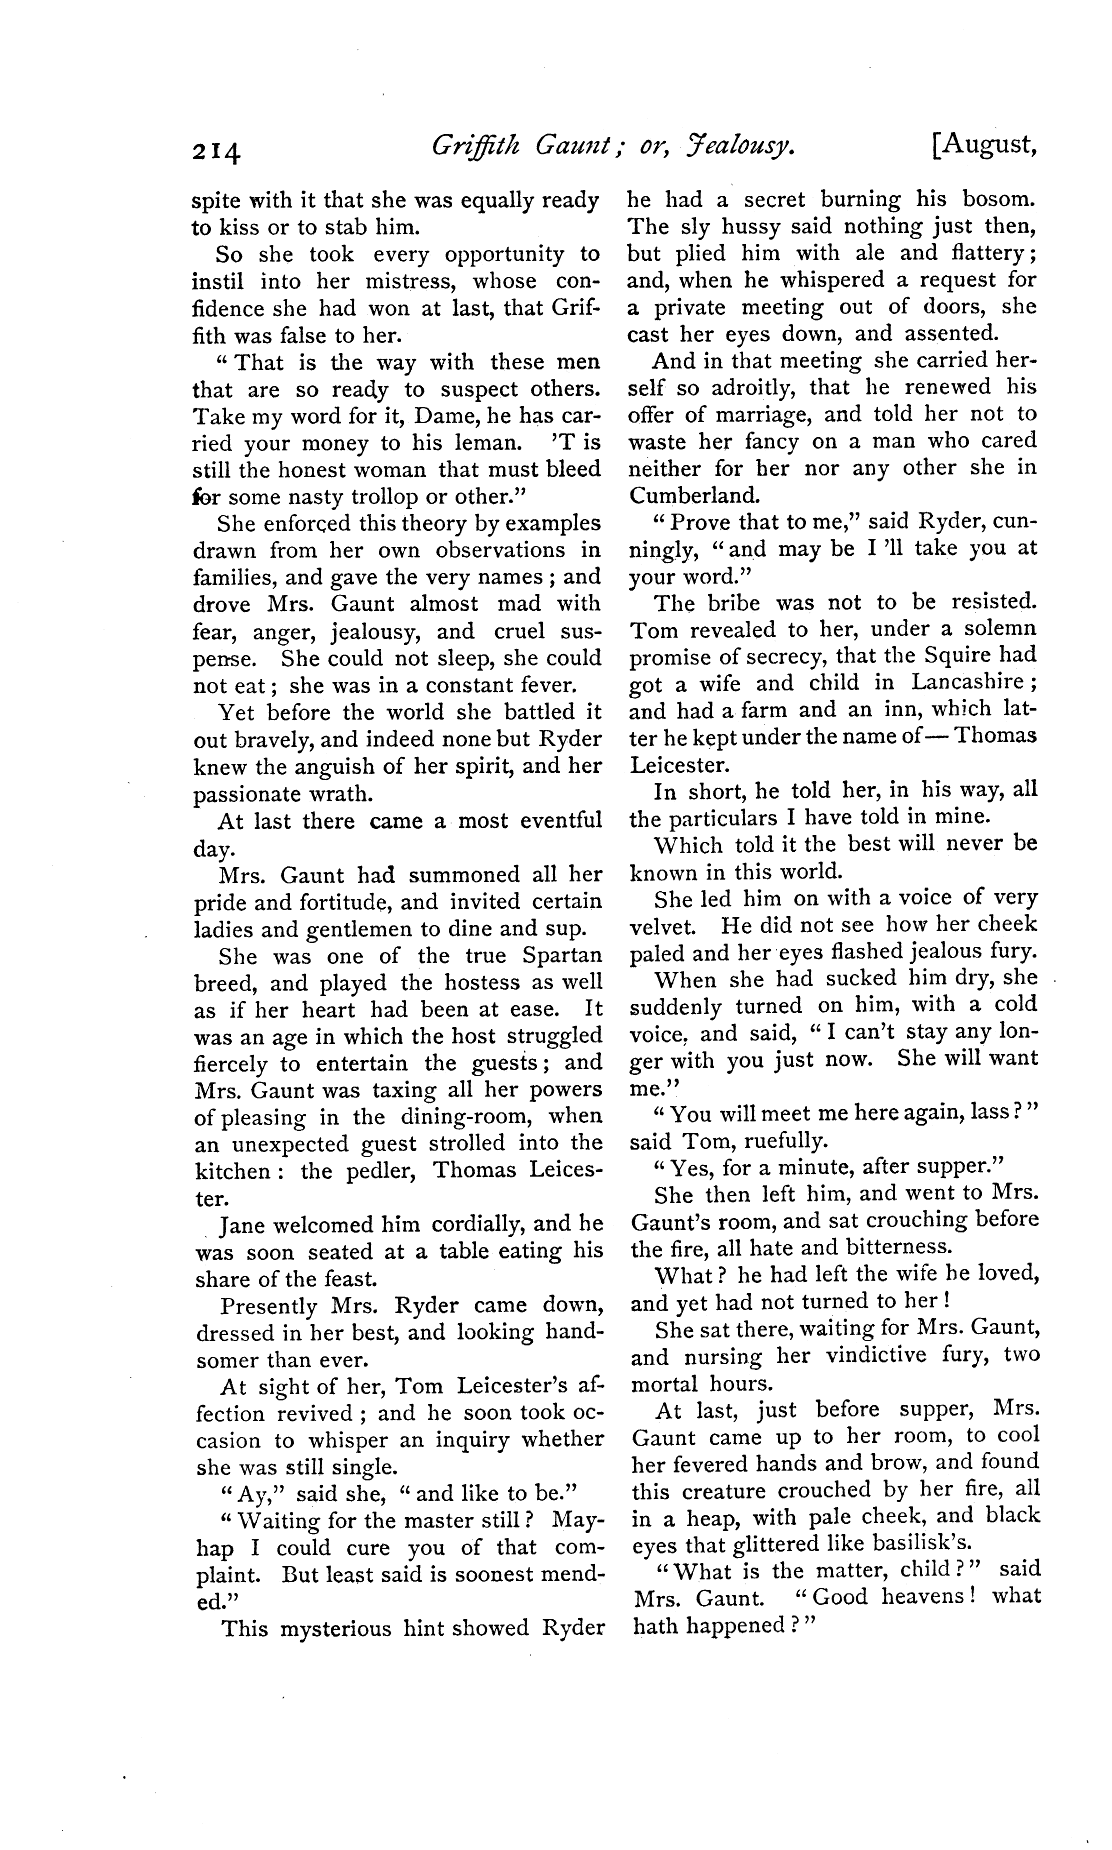 214 Griffith Gaunt; or, Jealousy. [August,
spite with it that she was equally ready
to kiss or to stab him.
So she took every opportunity to
instil into her mistress, whose con-
fidence she had won at last, that Grif-
fith was false to her.
"That is the way with these men
that are so ready to suspect others.
Take my word for it, Dame, he has car-
ried your money to his leman. 'T is
still the honest woman that must bleed
for some nasty trollop or other."
She enforced this theory by examples
drawn from her own observations in
families, and gave the very names; and
drove Mrs. Gaunt almost mad with
fear, anger, jealousy, and cruel sus-
pense. She could not sleep, she could
not eat; she was in a constant fever.
Yet before the world she battled it
out bravely, and indeed none but Ryder
knew the anguish of her spirit, and her
passionate wrath.
At last there came a most eventful
day.
Mrs. Gaunt had summoned all her
pride and fortitude, and invited certain
ladies and gentlemen to dine and sup.
She was one of the true Spartan
breed, and played the hostess as well
as if her heart had been at ease. It
was an age in which the host struggled
fiercely to entertain the guests; and
Mrs. Gaunt was taxing all her powers
of pleasing in the dining-room, when
an unexpected guest strolled into the
kitchen: the pedler, Thomas Leices-
ter.
Jane welcomed him cordially, and he
was soon seated at a table eating his
share of the feast.
Presently Mrs. Ryder came down,
dressed in her best, and looking hand-
somer than ever.
At sight of her, Tom Leicester's af-
fection revived; and he soon took oc-
casion to whisper an inquiry whether
she was still single.
"Ay," said she, "and like to be."
"Waiting for the master still? May-
hap I could cure you of that com-
plaint. But least said is soonest mend-
ed."
This mysterious hint showed Ryder
he had a secret burning his bosom.
The sly hussy said nothing just then,
but plied him with ale and flattery;
and, when he whispered a request for
a private meeting out of doors, she
cast her eyes down, and assented.
And in that meeting she carried her-
self so adroitly, that he renewed his
offer of marriage, and told her not to
waste her fancy on a man who cared
neither for her nor any other she in
Cumberland.
"Prove that to me," said Ryder, cun-
ningly, "and may be I 'll take you at
your word."
The bribe was not to be resisted.
Tom revealed to her, under a solemn
promise of secrecy, that the Squire had
got a wife and child in Lancashire;
and had a farm and an inn, which lat-
ter he kept under the name of — Thomas
Leicester.
In short, he told her, in his way, all
the particulars I have told in mine.
Which told it the best will never be
known in this world.
She led him on with a voice of very
velvet. He did not see how her cheek
paled and her eyes flashed jealous fury.
When she had sucked him dry, she
suddenly turned on him, with a cold
voice, and said, "I can't stay any lon-
ger with you just now. She will want
me."
"You will meet me here again, lass?"
said Tom, ruefully.
"Yes, for a minute, after supper."
She then left him, and went to Mrs.
Gaunt's room, and sat crouching before
the fire, all hate and bitterness.
What? he had left the wife he loved,
and yet had not turned to her!
She sat there, waiting for Mrs. Gaunt,
and nursing her vindictive fury, two
mortal hours.
At last, just before supper, Mrs.
Gaunt came up to her room, to cool
her fevered hands and brow, and found
this creature crouched by her fire, all
in a heap, with pale cheek, and black
eyes that glittered like basilisk's.
"What is the matter, child?" said
Mrs. Gaunt. "Good heavens! what
hath happened?"